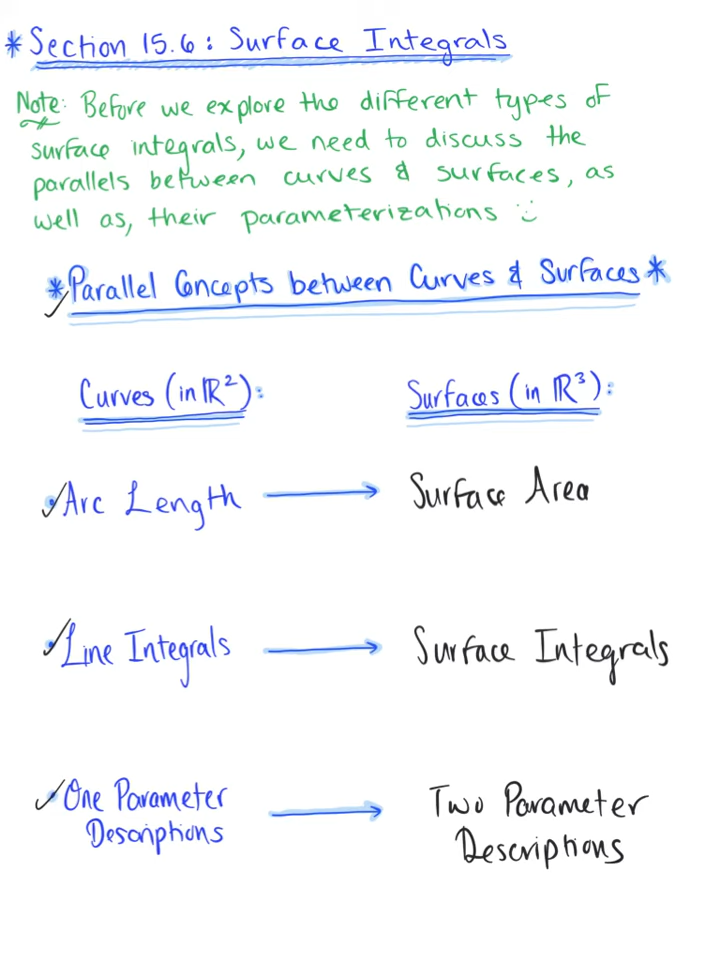 * Section 15.6: Surface Integrals
Note: Before we explore the different types of
surface integrals, we need to discuss the
parallels between curves & surfaces, as
well as, their parameterizations :)
*Parallel Concepts between Curves & Surfaces*
Curves (in ℝ²):
Surfaces (in ℝ³):
✓Arc Length → Surface Area
✓Line Integrals → Surface Integrals
✓One Parameter → Two Parameter
Descriptions Descriptions